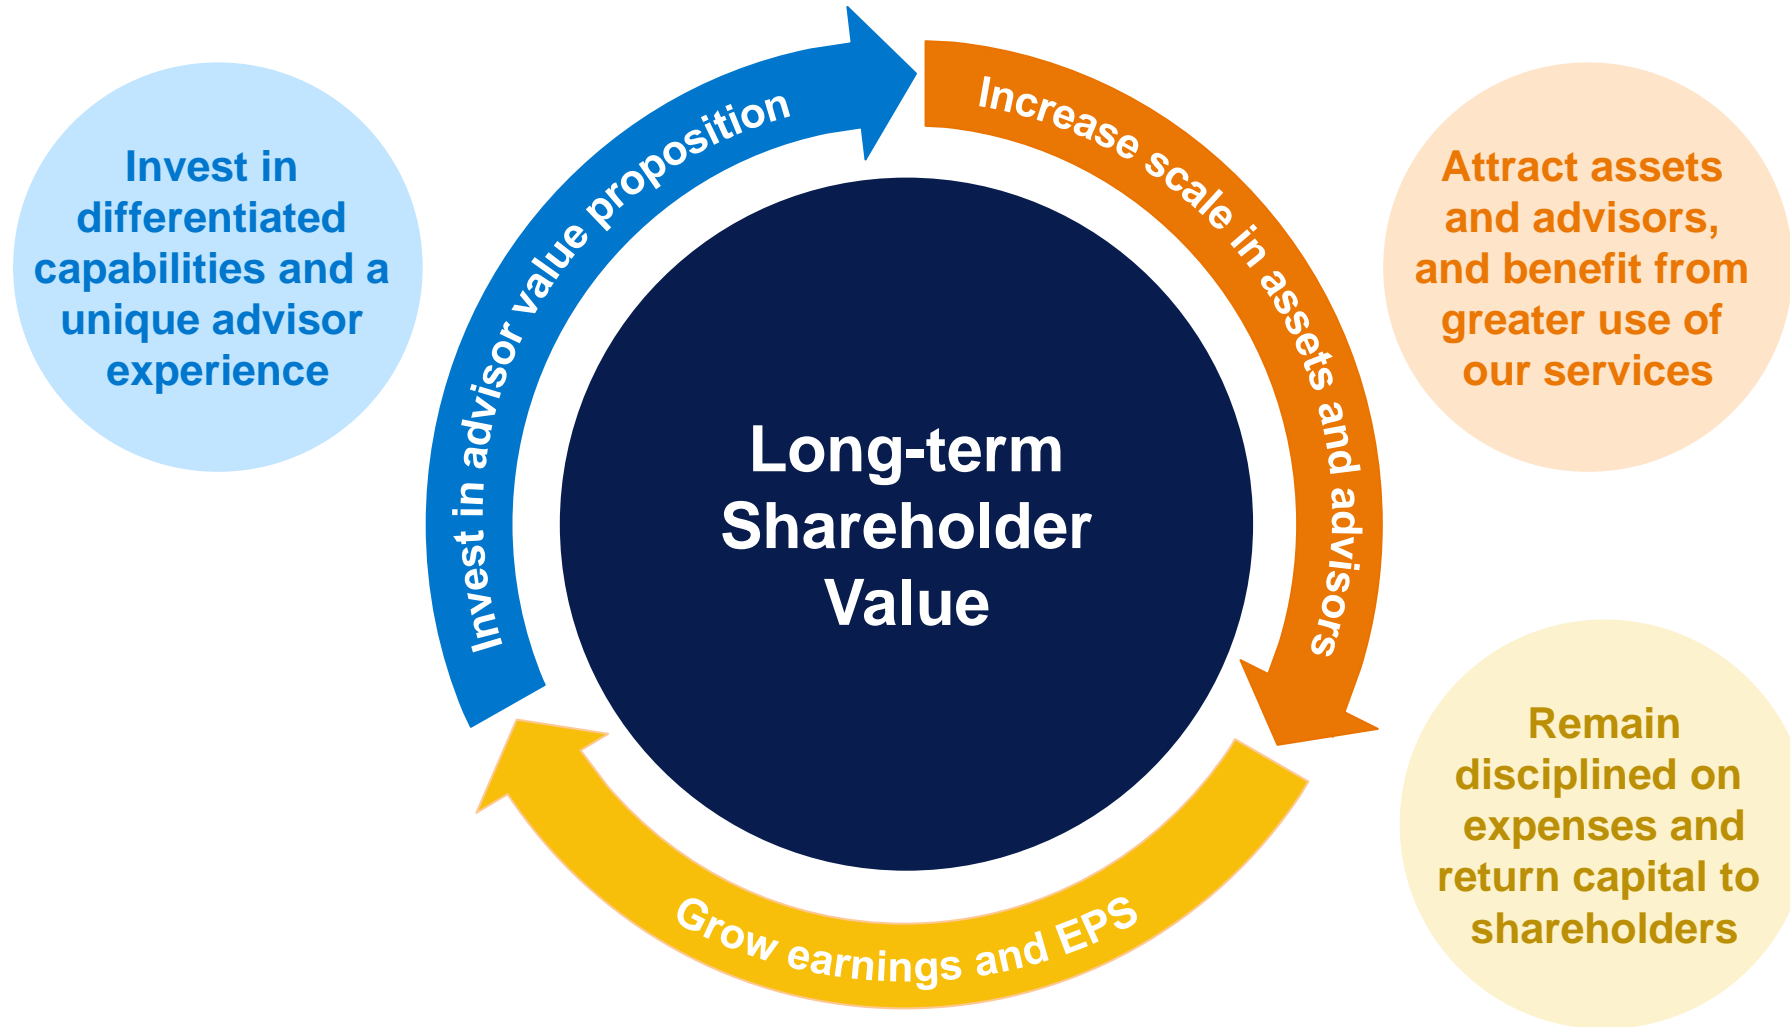 Invest in
differentiated
capabilities and a
unique advisor
experience
Invest in advisor value proposition
Increase scale in assets and advisors
Attract assets
and advisors,
and benefit from
greater use of
our services
Long-term
Shareholder
Value
Grow earnings and EPS
Remain
disciplined on
expenses and
return capital to
shareholders